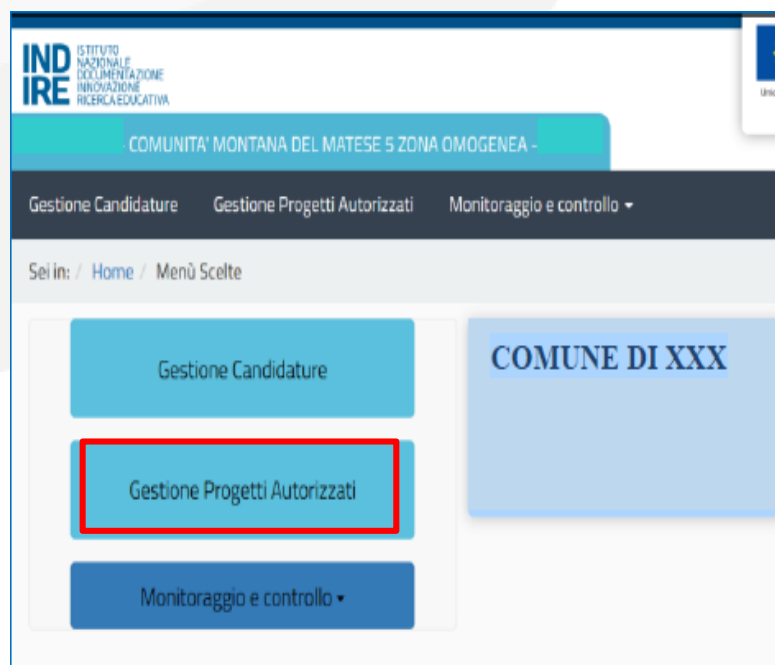 IND
IRE
ISTITUTO
NAZIONALE
DOCUMENTAZIONE
INNOVAZIONE
RICERCA EDUCATIVA
- COMUNITA' MONTANA DEL MATESE 5 ZONA OMOGENEA -
Gestione Candidature Gestione Progetti Autorizzati Monitoraggio e controllo
Sei in: / Home / Menù Scelte
Gestione Candidature
COMUNE DI XXX
Gestione Progetti Autorizzati
Monitoraggio e controllo